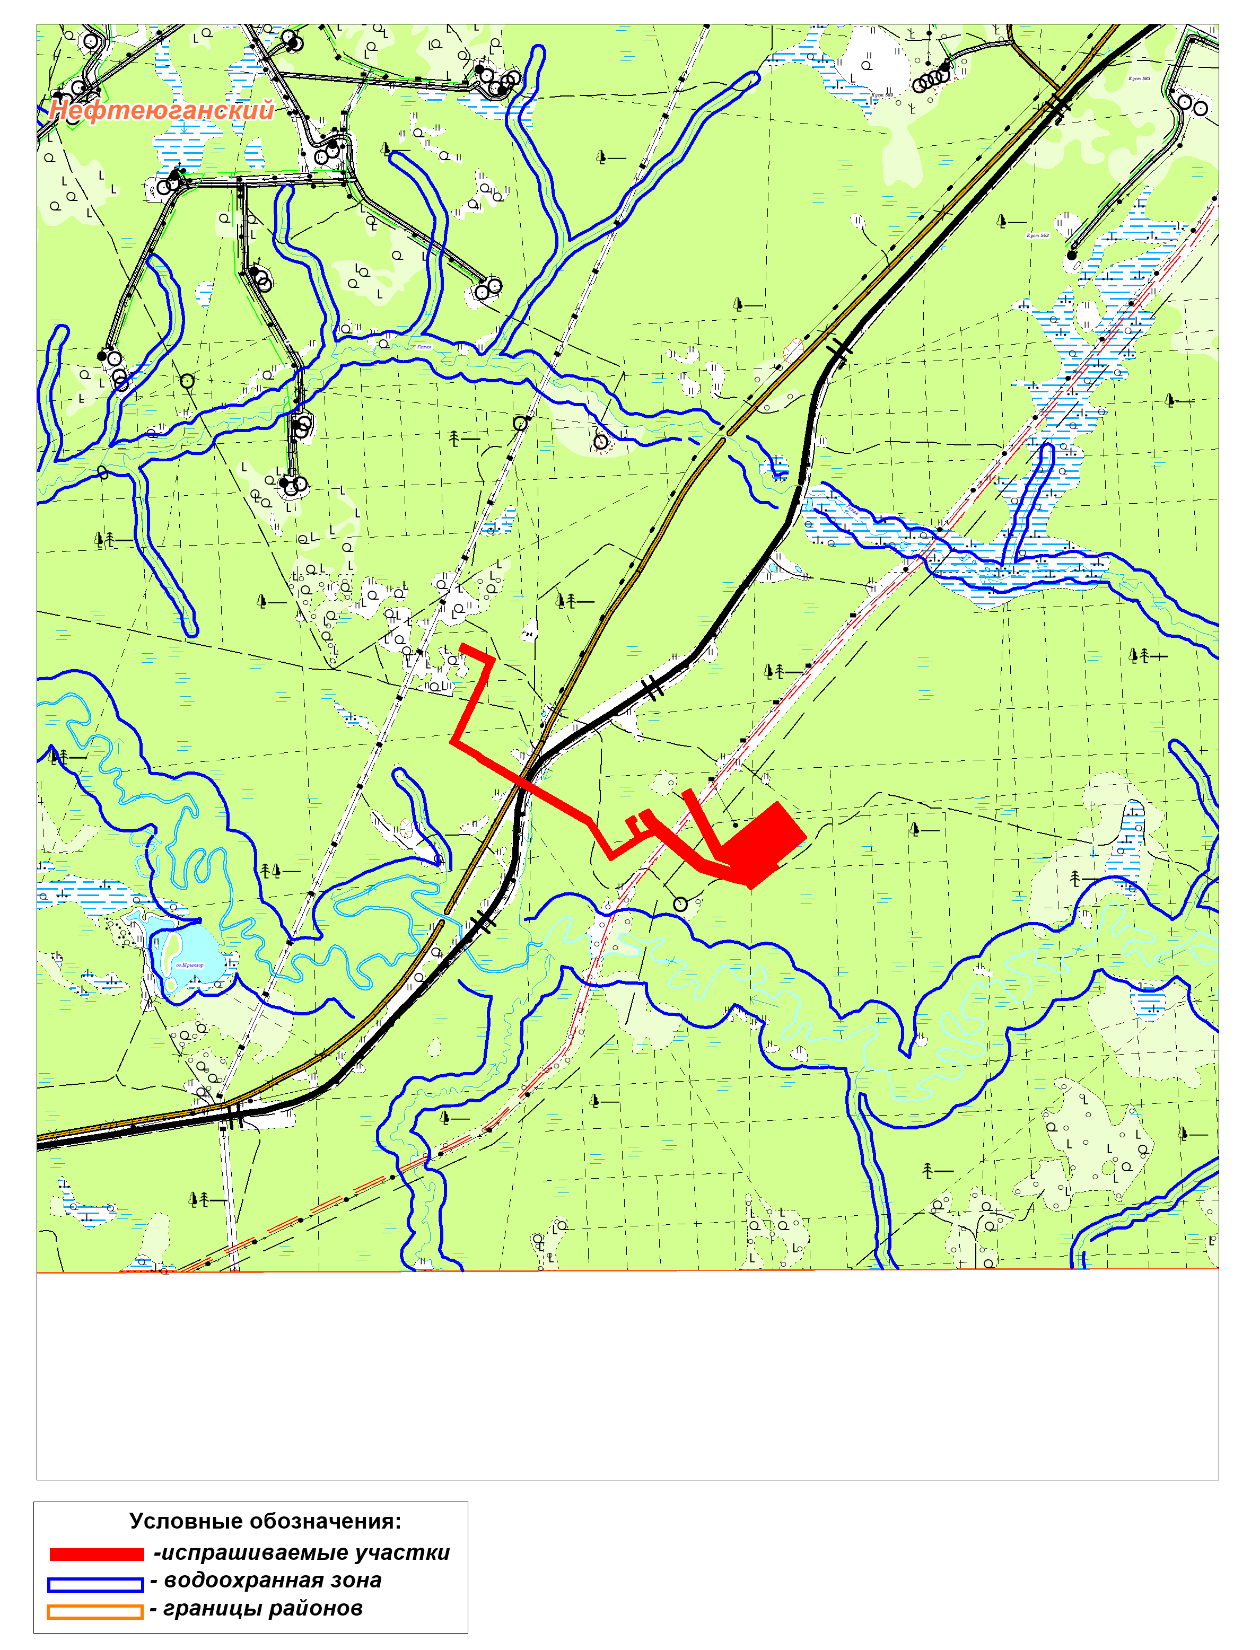 Нефтеюганский
Условные обозначения:
-испрашиваемые участки
- водоохранная зона
- границы районов